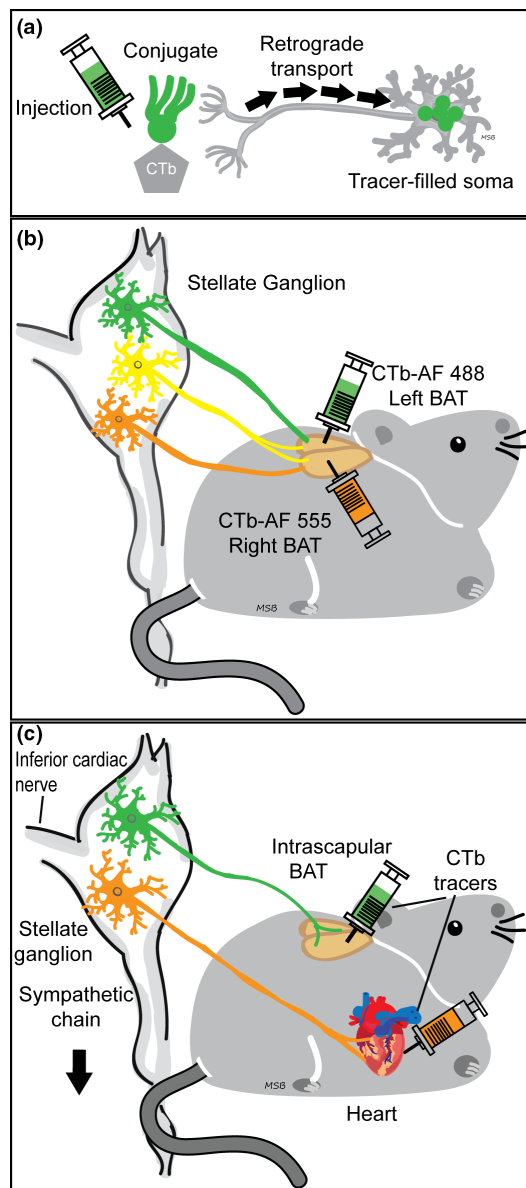 (a)
Conjugate
Injection
CTb
Retrograde
transport
MSB
Tracer-filled soma
(b)
Stellate Ganglion
CTb-AF 488
Left BAT
CTb-AF 555
Right BAT
MSB
(c)
Inferior cardiac
nerve
Intrascapular
BAT
CTb
tracers
Stellate
ganglion
Sympathetic
chain
MSB
Heart